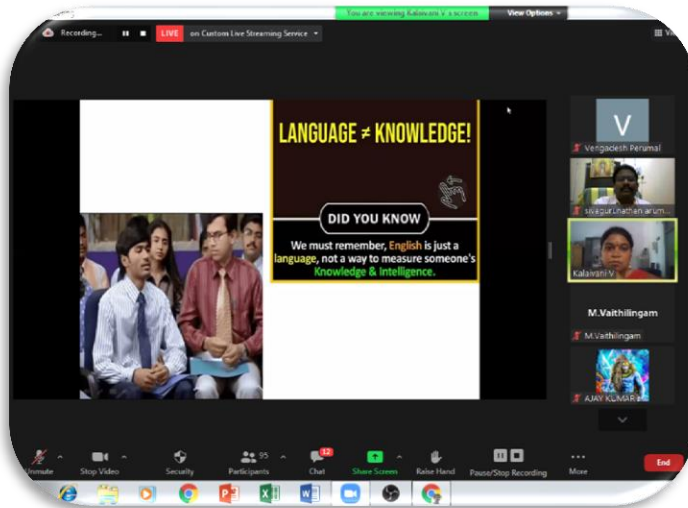 You are viewing Kalaivani V's screen
View Options
Recording...
LIVE
on Custom Live Streaming Service
LANGUAGE ≠ KNOWLEDGE!
DID YOU KNOW
We must remember, English is just a
language, not a way to measure someone's
Knowledge & Intelligence.
V
Vengadesh Perumal
Kalaivani V
M.Vaithilingam
M.Vaithilingam
AJAY KUMAR
Unmute
Stop Video
Security
95
Participants
12
Chat
Share Screen
Raise Hand
Pause/Stop Recording
More
End